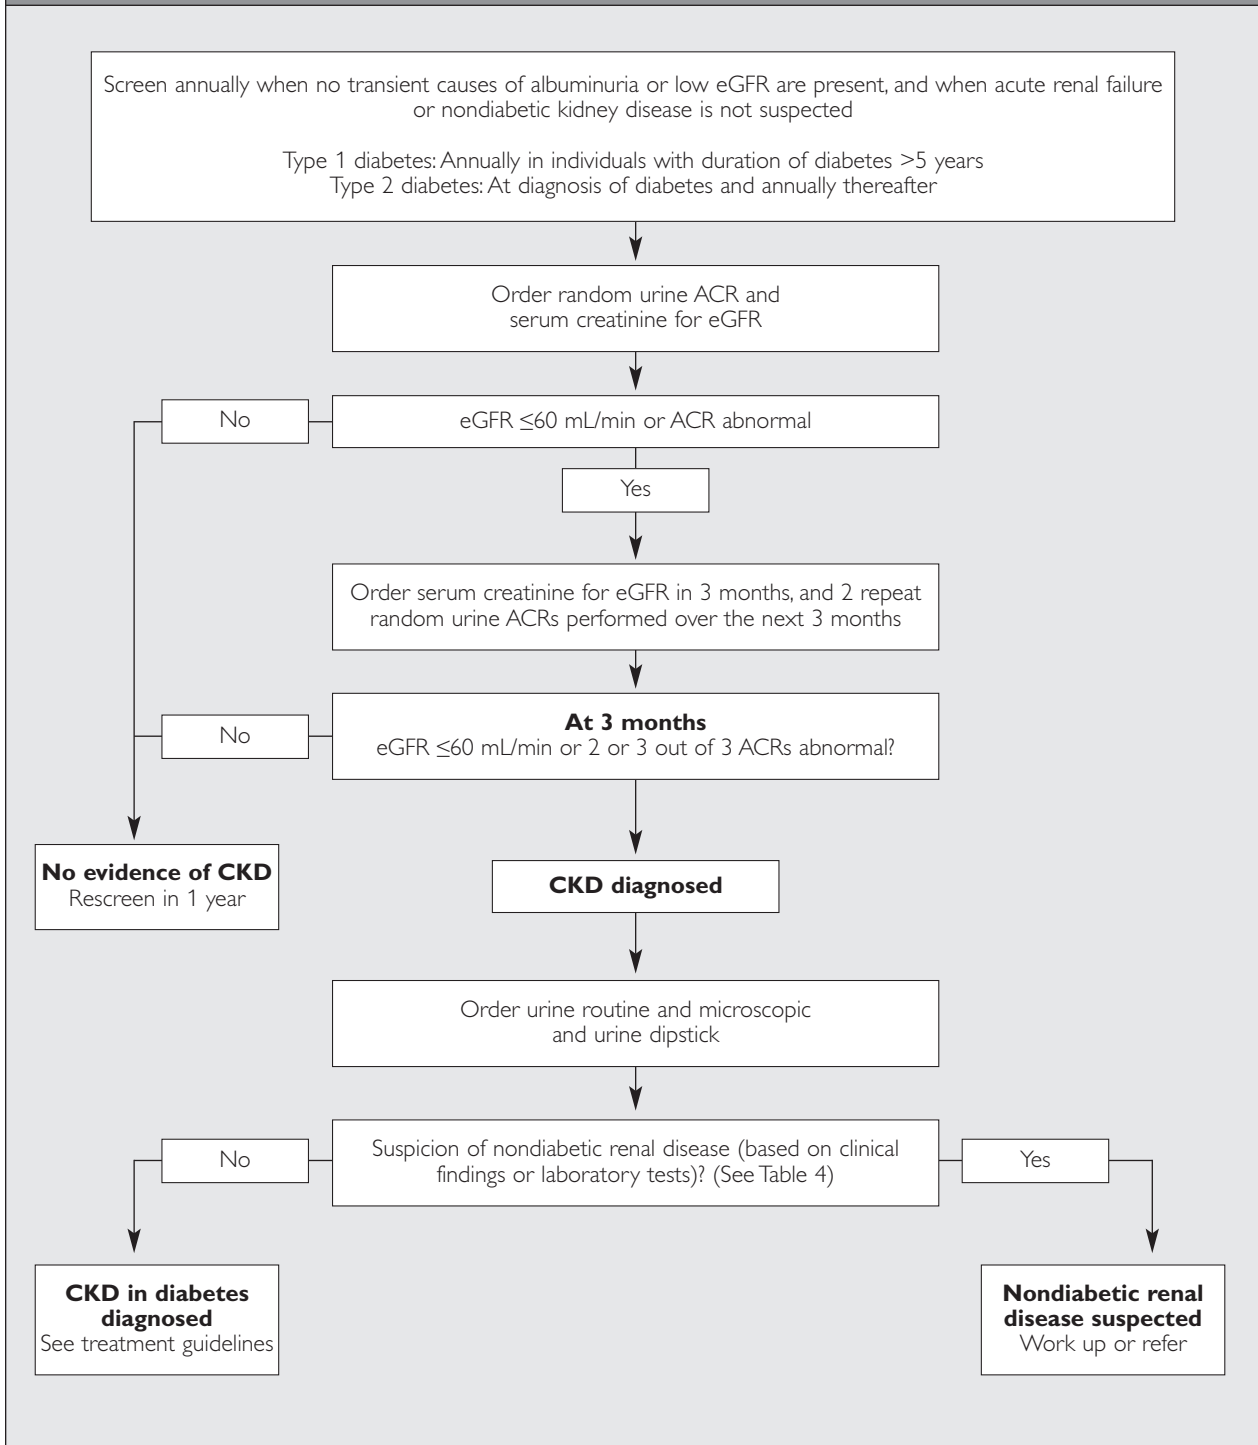 Screen annually when no transient causes of albuminuria or low eGFR are present, and when acute renal failure
or nondiabetic kidney disease is not suspected
Type 1 diabetes: Annually in individuals with duration of diabetes >5 years
Type 2 diabetes: At diagnosis of diabetes and annually thereafter
Order random urine ACR and
serum creatinine for eGFR
No
eGFR ≤60 mL/min or ACR abnormal
Yes
Order serum creatinine for eGFR in 3 months, and 2 repeat
random urine ACRs performed over the next 3 months
No
At 3 months
eGFR ≤60 mL/min or 2 or 3 out of 3 ACRs abnormal?
No evidence of CKD
Rescreen in 1 year
CKD diagnosed
Order urine routine and microscopic
and urine dipstick
No
Suspicion of nondiabetic renal disease (based on clinical
findings or laboratory tests)? (See Table 4)
Yes
CKD in diabetes
diagnosed
See treatment guidelines
Nondiabetic renal
disease suspected
Work up or refer